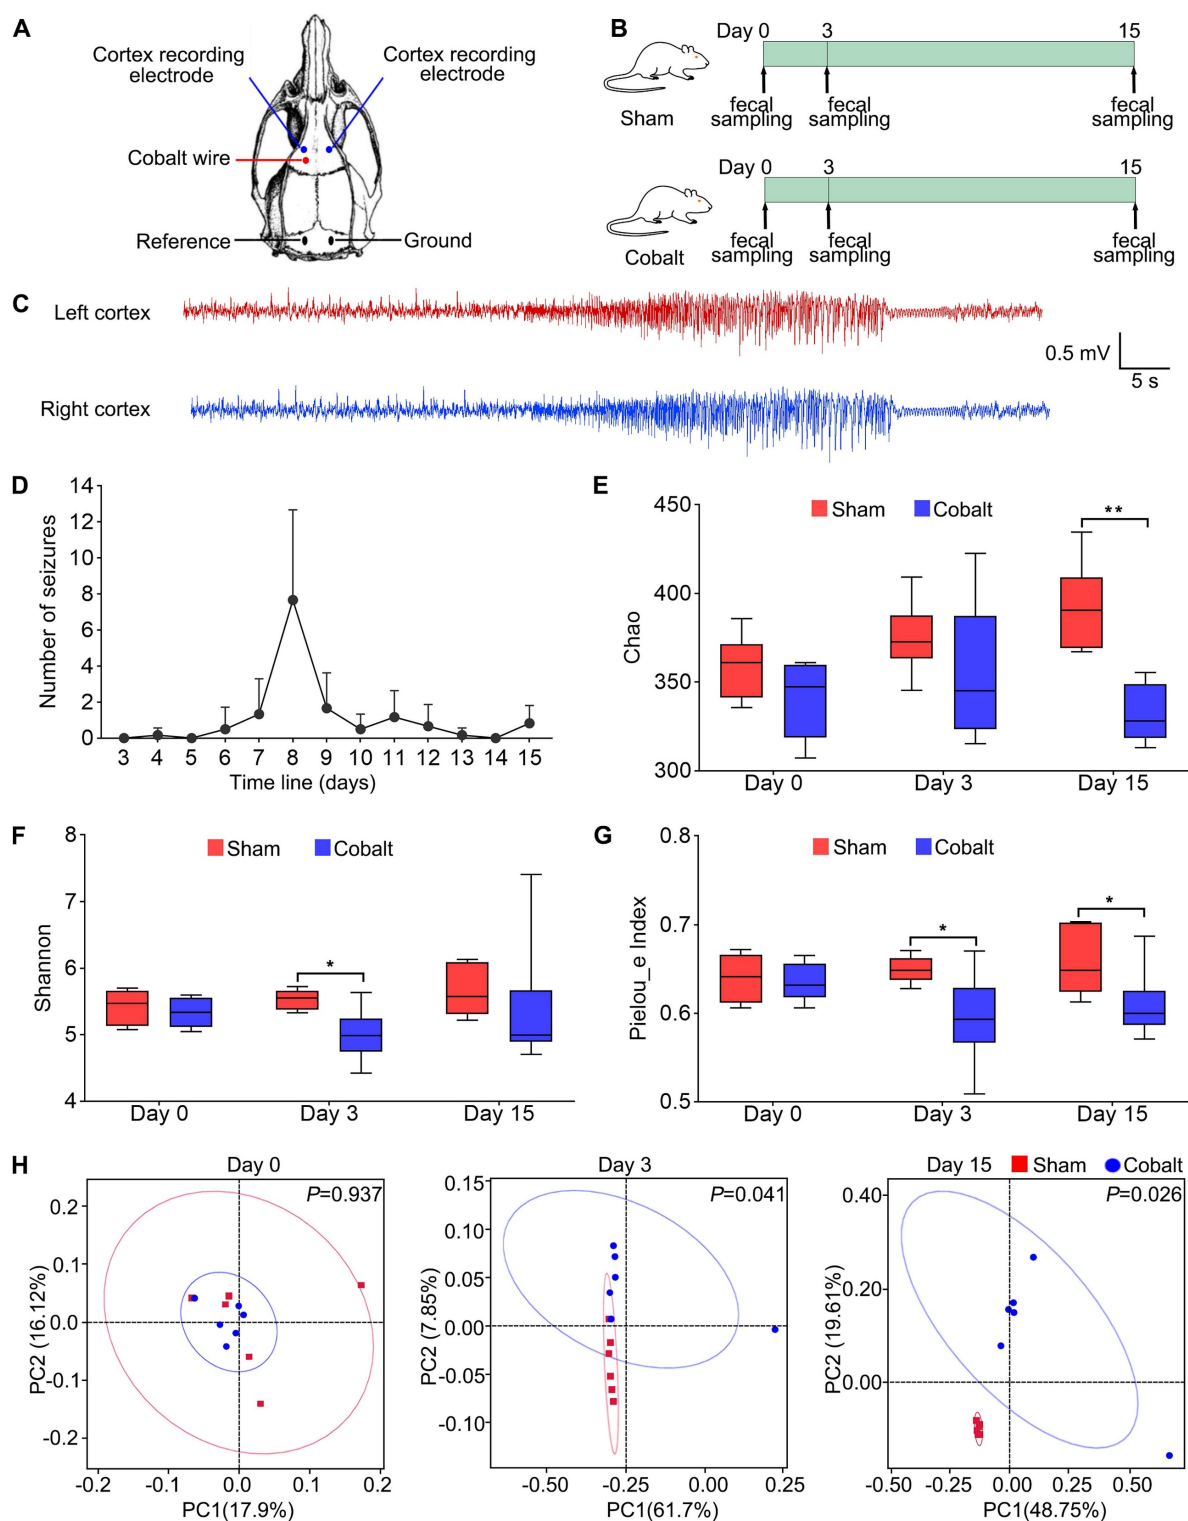 A
Cortex recording
electrode
Cortex recording
electrode
Cobalt wire
Reference
Ground
B
Day 0 3 15
fecal
sampling
fecal
sampling
fecal
sampling
Sham
Day 0 3 15
fecal
sampling
fecal
sampling
fecal
sampling
Cobalt
C
Left cortex
0.5 mV
5 s
Right cortex
D
Number of seizures
14
12
10
8
6
4
2
0
3 4 5 6 7 8 9 10 11 12 13 14 15
Time line (days)
E
Chao
450
400
350
300
Sham Cobalt
**
Day 0 Day 3 Day 15
F
Shannon
8
7
6
5
4
Sham Cobalt
*
Day 0 Day 3 Day 15
G
Pielou_e Index
0.8
0.7
0.6
0.5
Sham Cobalt
*
*
Day 0 Day 3 Day 15
H
Day 0
P=0.937
PC2 (16.12%)
0.2
0.1
0.0
-0.1
-0.2
-0.2 -0.1 0.0 0.1 0.2
PC1(17.9%)
Day 3
P=0.041
PC2 (7.85%)
0.15
0.10
0.05
0.00
-0.05
-0.10
-0.50 -0.25 0.00 0.25
PC1(61.7%)
Day 15 Sham Cobalt
P=0.026
PC2 (19.61%)
0.40
0.20
0.00
-0.50 -0.25 0.00 0.25 0.50
PC1(48.75%)